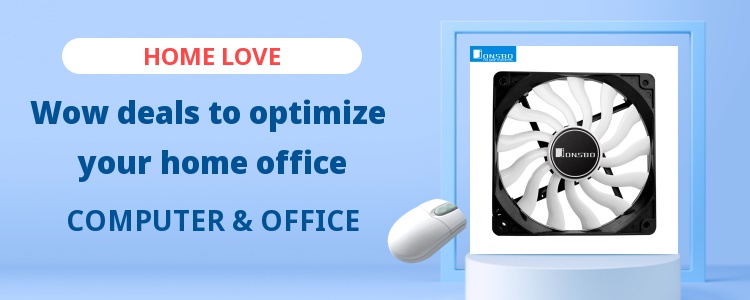 HOME LOVE
Wow deals to optimize
your home office
COMPUTER & OFFICE
JONSBO
JONSBO